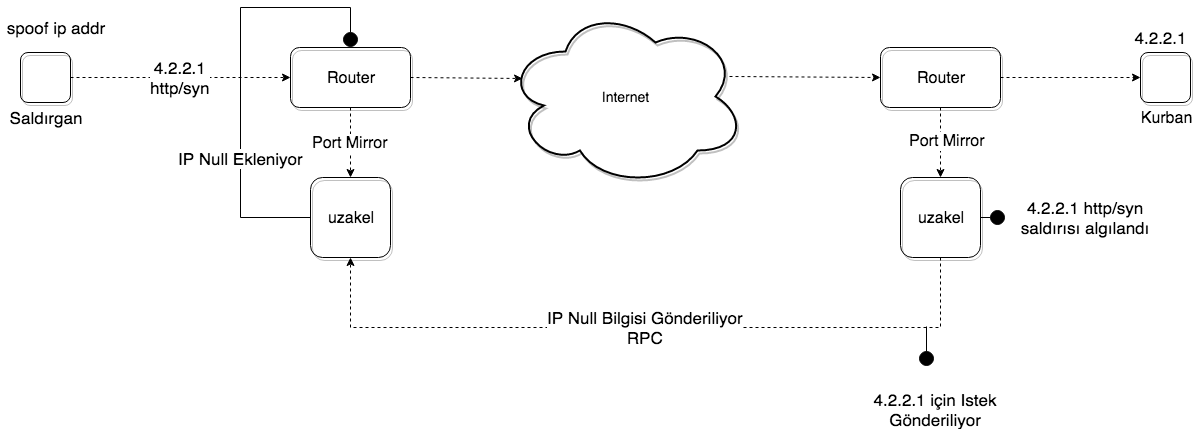 spoof ip addr
Saldırgan
4.2.2.1
http/syn
Router
Port Mirror
IP Null Ekleniyor
uzakel
Internet
Router
Port Mirror
uzakel
4.2.2.1
Kurban
4.2.2.1 http/syn
saldırısı algılandı
IP Null Bilgisi Gönderiliyor
RPC
4.2.2.1 için Istek
Gönderiliyor